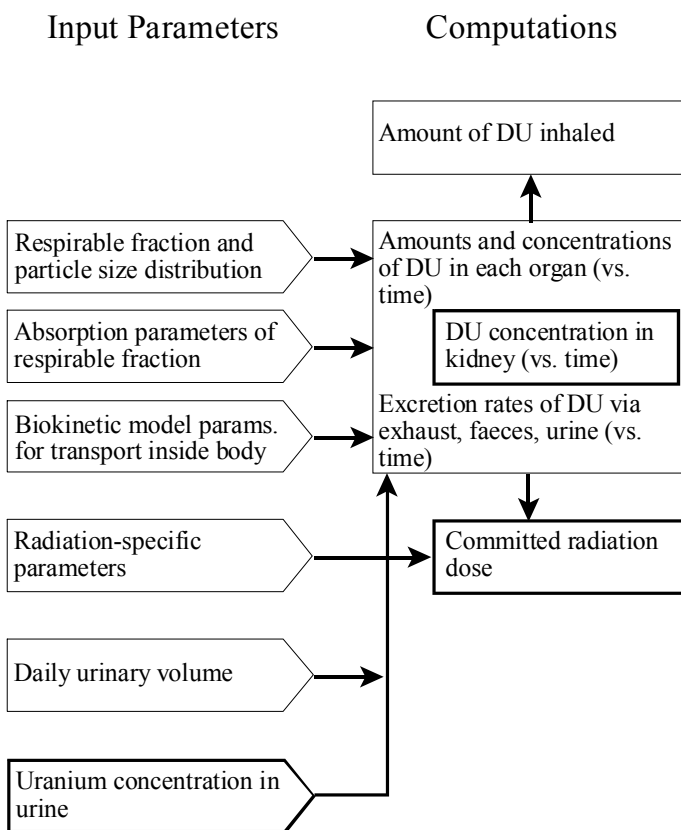 Input Parameters
Computations
Amount of DU inhaled
Respirable fraction and
particle size distribution
Amounts and concentrations
of DU in each organ (vs.
time)
Absorption parameters of
respirable fraction
DU concentration in
kidney (vs. time)
Biokinetic model params.
for transport inside body
Excretion rates of DU via
exhaust, faeces, urine (vs.
time)
Radiation-specific
parameters
Committed radiation
dose
Daily urinary volume
Uranium concentration in
urine